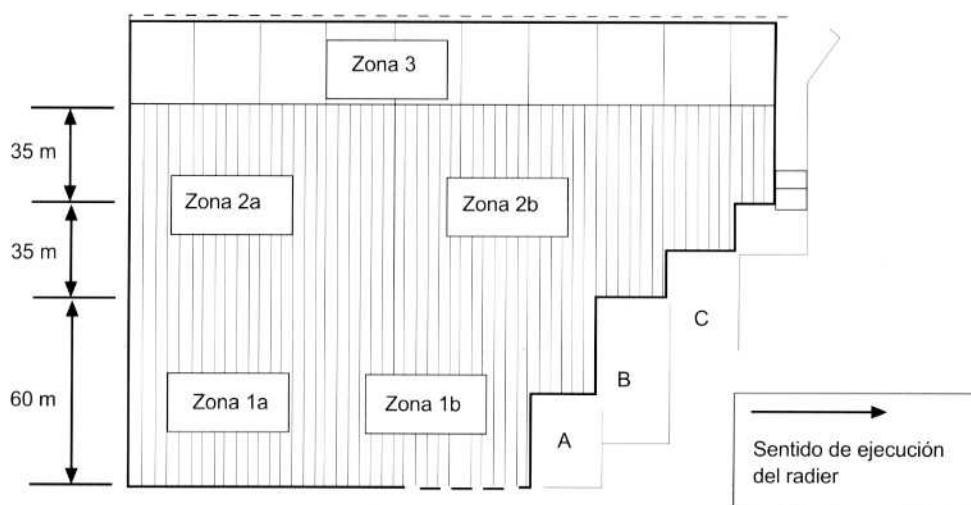 Zona 3
35 m
Zona 2a
Zona 2b
35 m
C
B
60 m
Zona 1a
Zona 1b
A
Sentido de ejecución
del radier